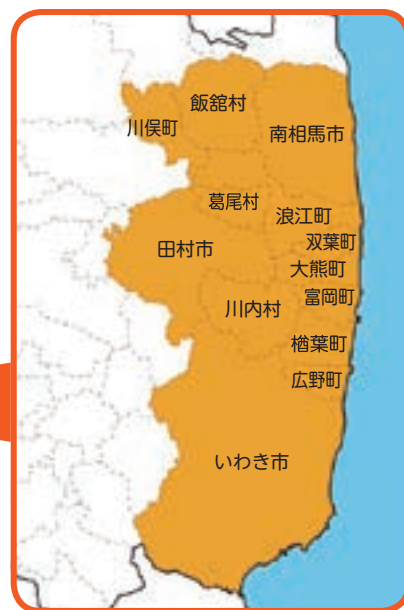 飯舘村
川俣町
南相馬市
葛尾村
浪江町
双葉町
田村市
大熊町
富岡町
川内村
楢葉町
広野町
いわき市